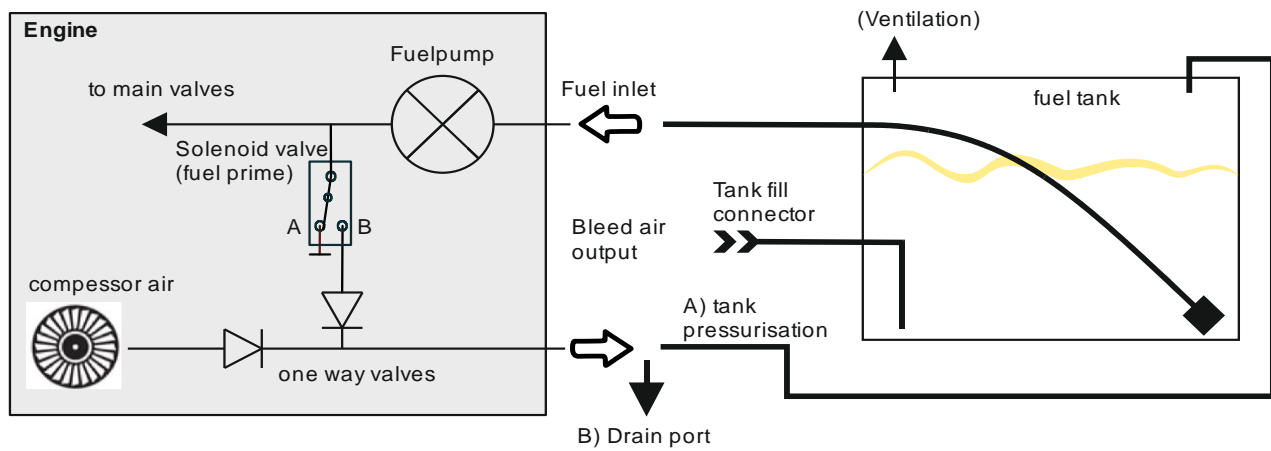 Engine
Fuelpump
to main valves
Solenoid valve
(fuel prime)
A
B
compessor air
one way valves
Fuel inlet
Bleed air
output
(Ventilation)
fuel tank
Tank fill
connector
A) tank
pressurisation
B) Drain port